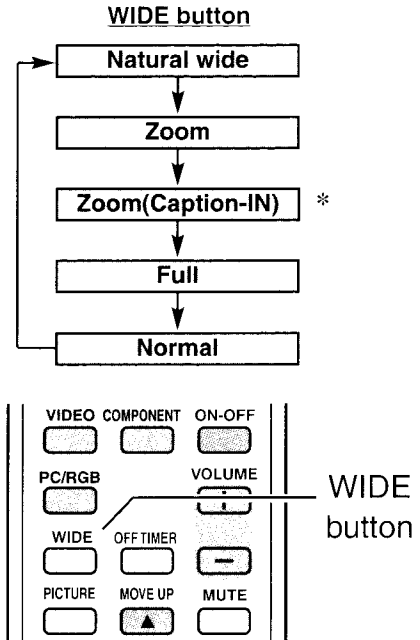 WIDE button
Natural wide
Zoom
Zoom(Caption-IN) *
Full
Normal
VIDEO COMPONENT ON-OFF
PC/RGB VOLUME
WIDE
button
WIDE OFF TIMER
PICTURE MOVE UP MUTE